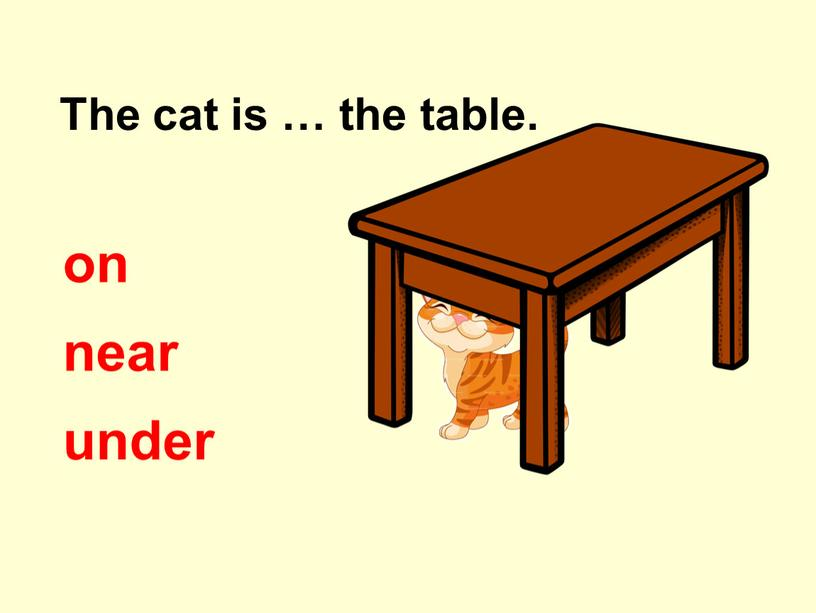 The cat is … the table.
on
near
under